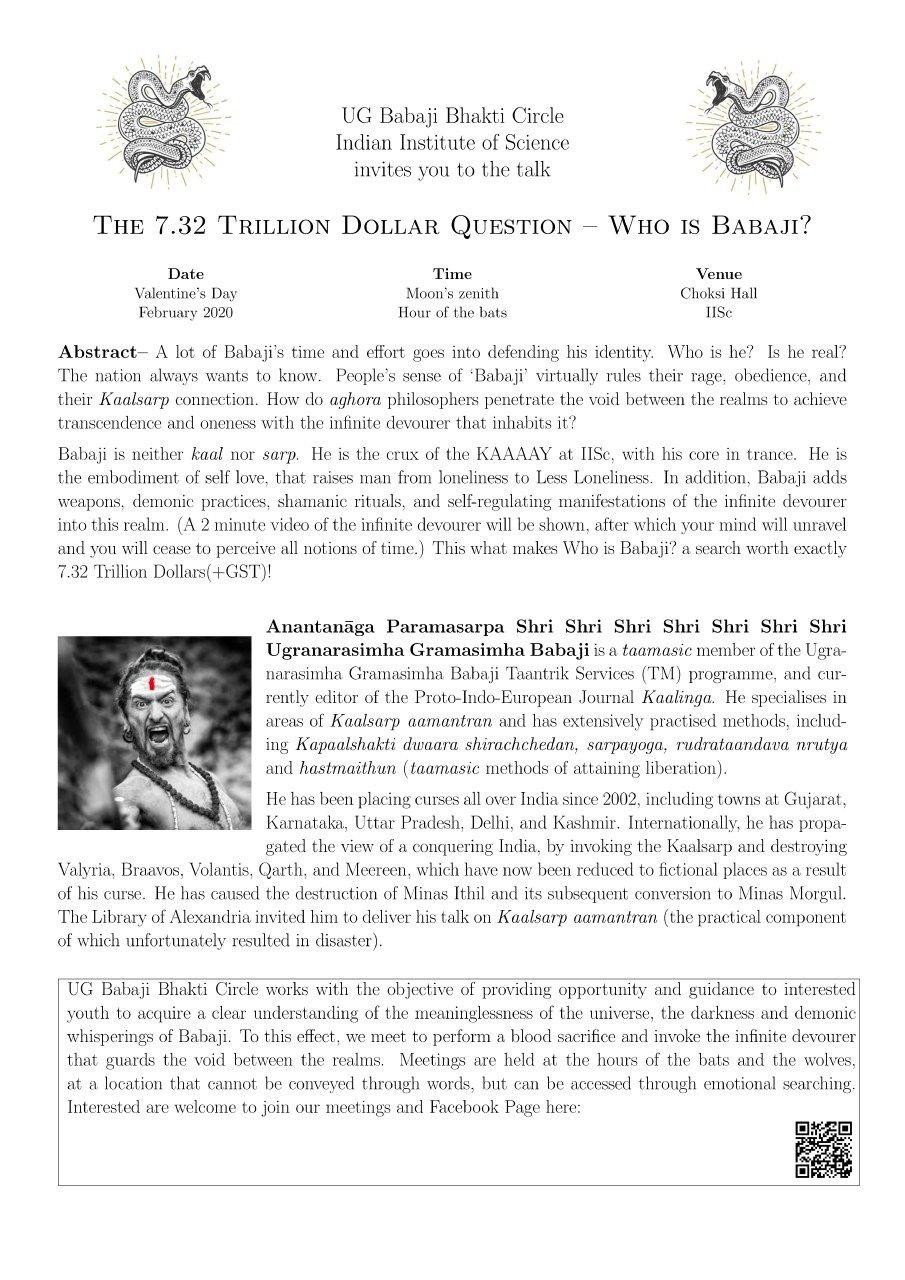 UG Babaji Bhakti Circle
Indian Institute of Science
invites you to the talk
The 7.32 Trillion Dollar Question – Who is Babaji?
Date
Valentine's Day
February 2020
Time
Moon's zenith
Hour of the bats
Venue
Choksi Hall
IISc
Abstract– A lot of Babaji's time and effort goes into defending his identity. Who is he? Is he real?
The nation always wants to know. People's sense of 'Babaji' virtually rules their rage, obedience, and
their Kaalsarp connection. How do aghora philosophers penetrate the void between the realms to achieve
transcendence and oneness with the infinite devourer that inhabits it?
Babaji is neither kaal nor sarp. He is the crux of the KAAAAY at IISc, with his core in trance. He is
the embodiment of self love, that raises man from loneliness to Less Loneliness. In addition, Babaji adds
weapons, demonic practices, shamanic rituals, and self-regulating manifestations of the infinite devourer
into this realm. (A 2 minute video of the infinite devourer will be shown, after which your mind will unravel
and you will cease to perceive all notions of time.) This what makes Who is Babaji? a search worth exactly
7.32 Trillion Dollars(+GST)!
Anantanāga Paramasarpa Shri Shri Shri Shri Shri Shri Shri
Ugranarasimha Gramasimha Babaji is a taamasic member of the Ugra-
narasimha Gramasimha Babaji Taantrik Services (TM) programme, and cur-
rently editor of the Proto-Indo-European Journal Kaalinga. He specialises in
areas of Kaalsarp aamantran and has extensively practised methods, includ-
ing Kapaalshakti dwaara shirachchedan, sarpayoga, rudrataandava nrutya
and hastmaithun (taamasic methods of attaining liberation).
He has been placing curses all over India since 2002, including towns at Gujarat,
Karnataka, Uttar Pradesh, Delhi, and Kashmir. Internationally, he has propa-
gated the view of a conquering India, by invoking the Kaalsarp and destroying
Valyria, Braavos, Volantis, Qarth, and Meereen, which have now been reduced to fictional places as a result
of his curse. He has caused the destruction of Minas Ithil and its subsequent conversion to Minas Morgul.
The Library of Alexandria invited him to deliver his talk on Kaalsarp aamantran (the practical component
of which unfortunately resulted in disaster).
UG Babaji Bhakti Circle works with the objective of providing opportunity and guidance to interested
youth to acquire a clear understanding of the meaninglessness of the universe, the darkness and demonic
whisperings of Babaji. To this effect, we meet to perform a blood sacrifice and invoke the infinite devourer
that guards the void between the realms. Meetings are held at the hours of the bats and the wolves,
at a location that cannot be conveyed through words, but can be accessed through emotional searching.
Interested are welcome to join our meetings and Facebook Page here: